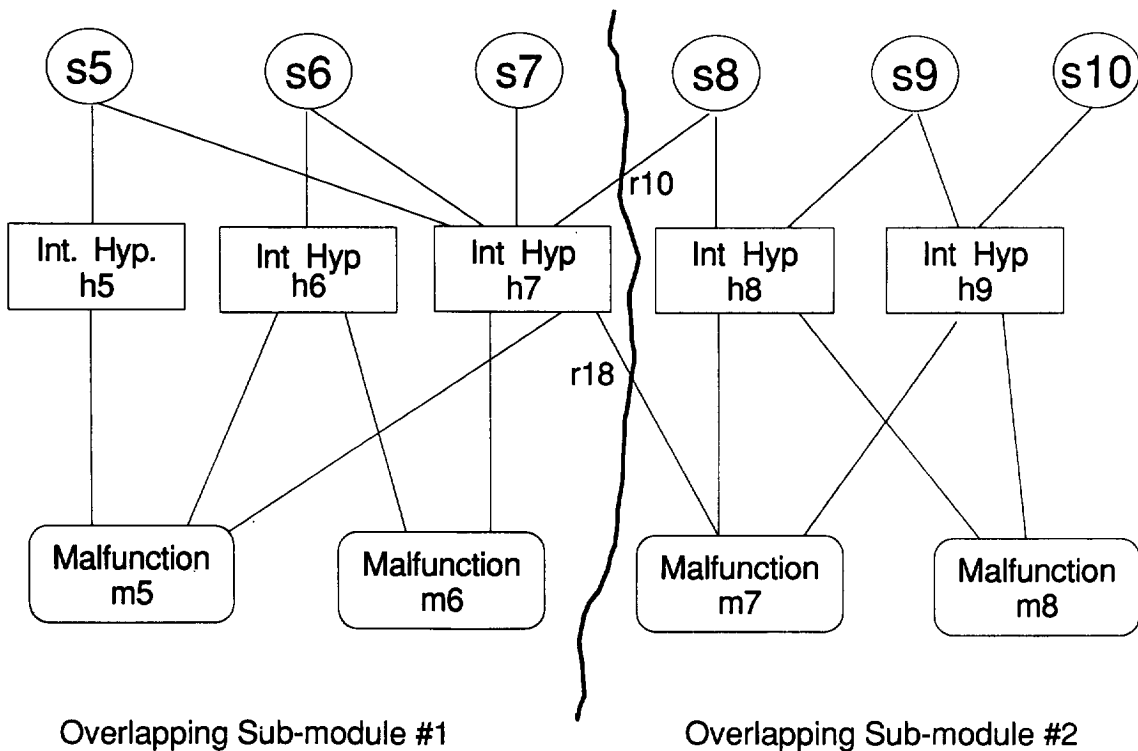 s5
s6
s7
s8
s9
s10
r10
Int. Hyp.
h5
Int Hyp
h6
Int Hyp
h7
Int Hyp
h8
Int Hyp
h9
r18
Malfunction
m5
Malfunction
m6
Malfunction
m7
Malfunction
m8
Overlapping Sub-module #1
Overlapping Sub-module #2